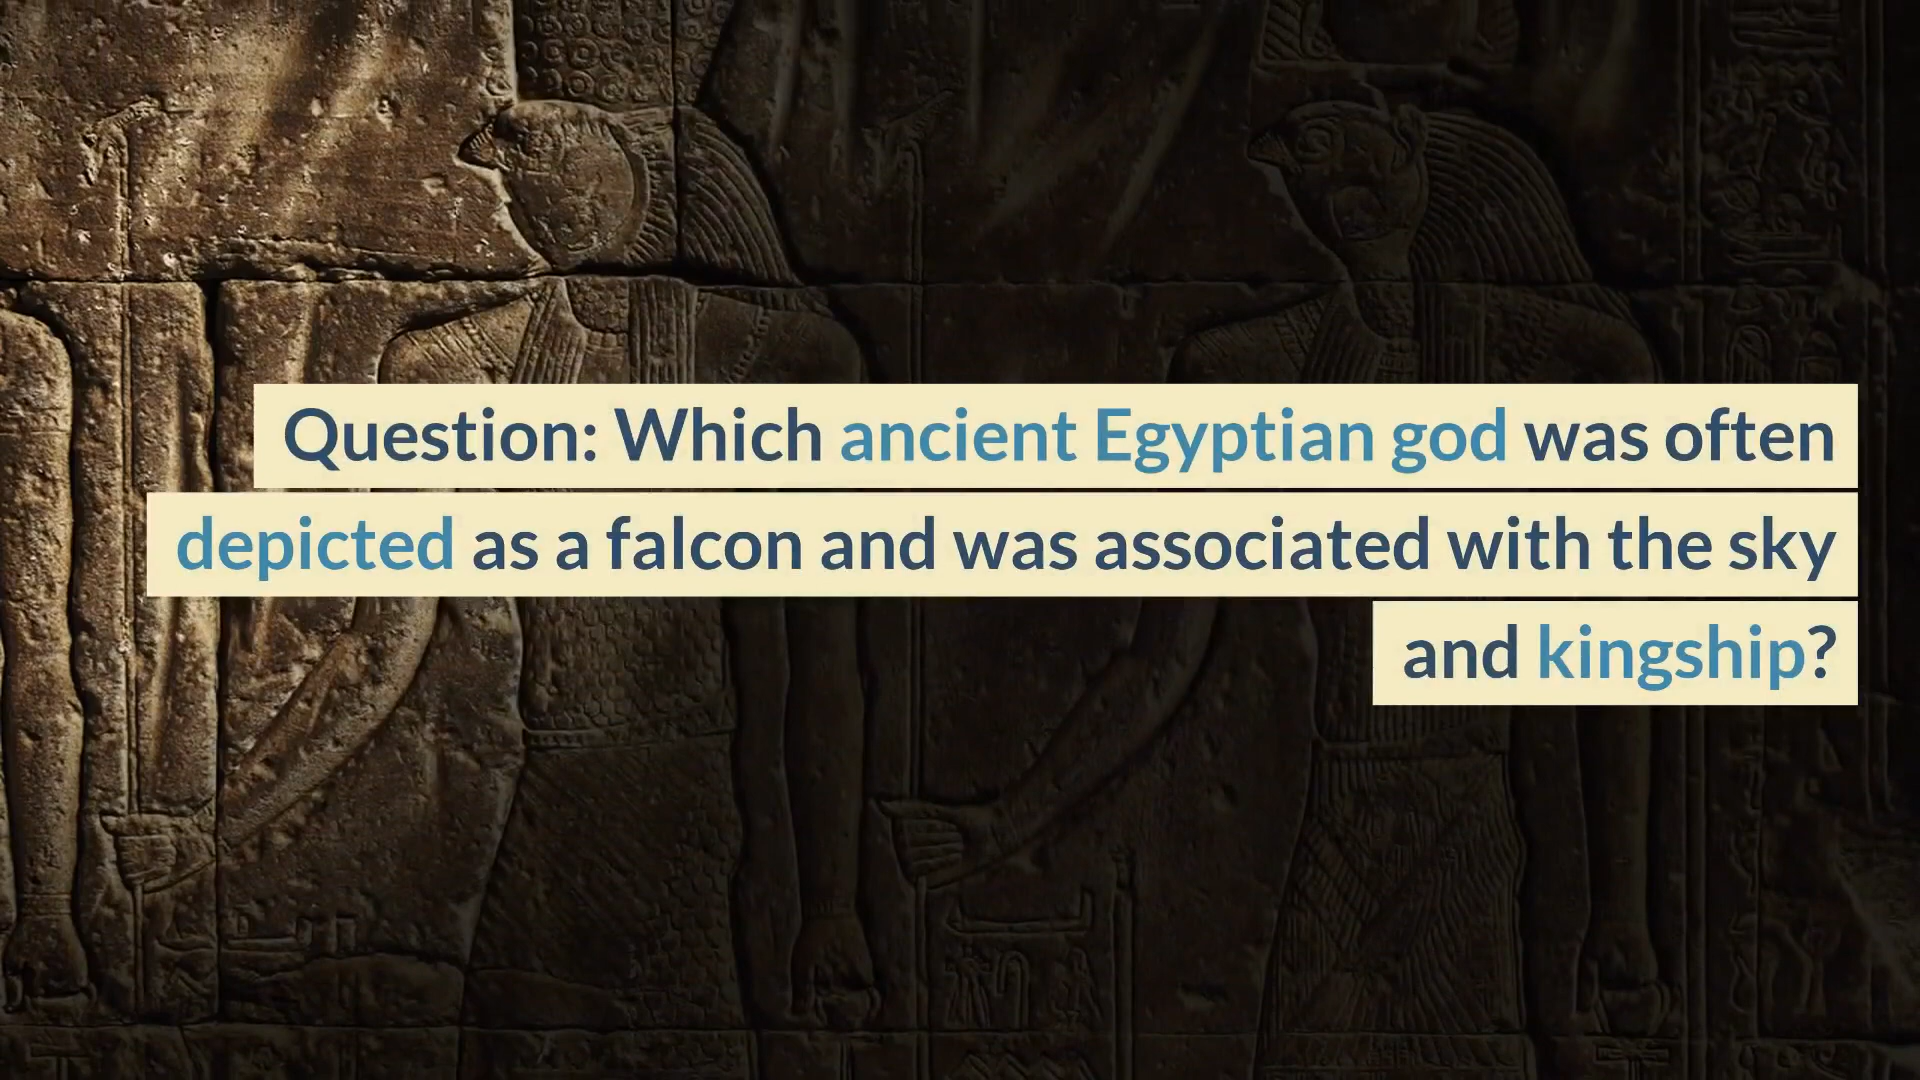 Question: Which ancient Egyptian god was often
depicted as a falcon and was associated with the sky
and kingship?